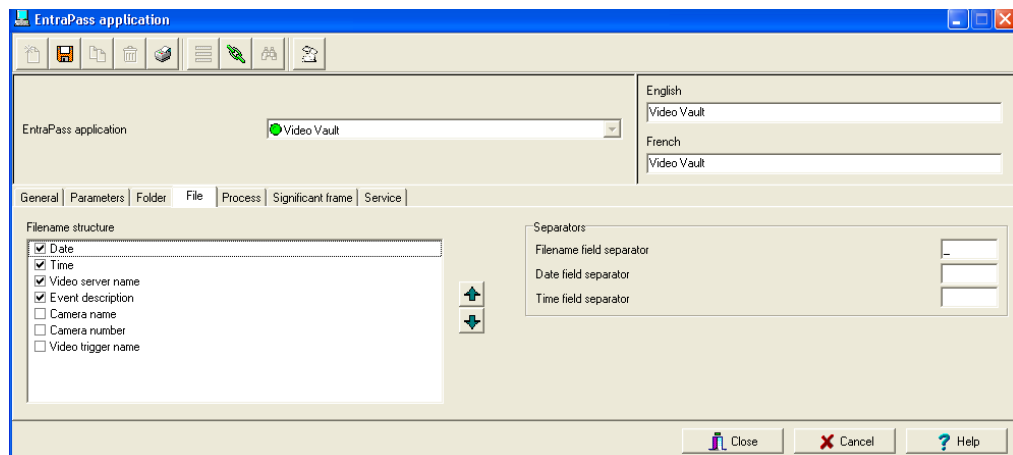 EntraPass application
English
Video Vault
EntraPass application
Video Vault
French
Video Vault
General Parameters Folder File Process Significant frame Service
Filename structure
Date
Time
Video server name
Event description
Camera name
Camera number
Video trigger name
Separators
Filename field separator
_
Date field separator
Time field separator
Close
Cancel
? Help